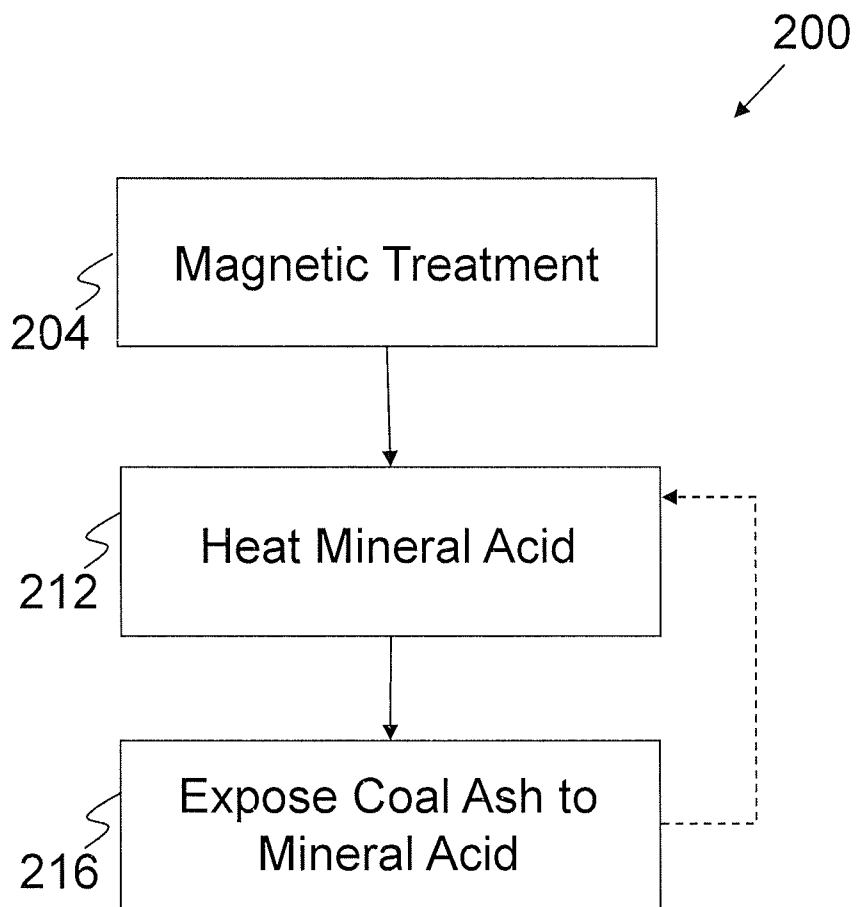 200
Magnetic Treatment
204
Heat Mineral Acid
212
Expose Coal Ash to
Mineral Acid
216